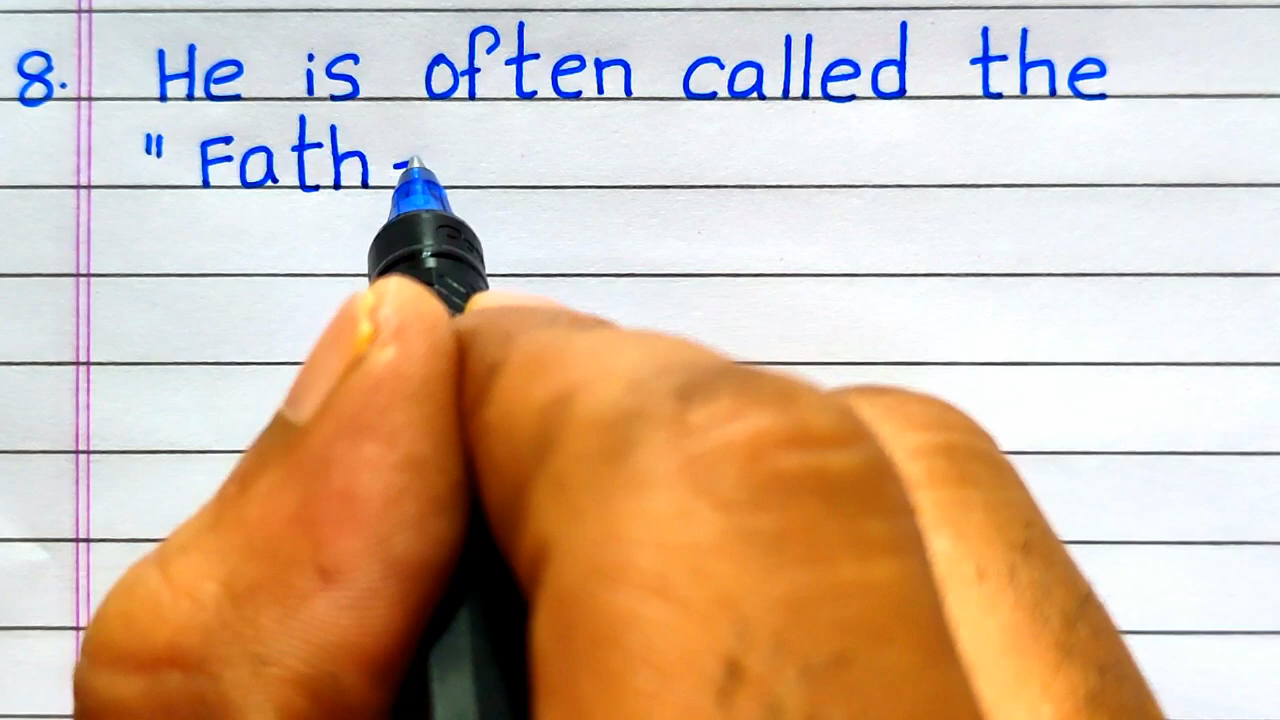 8. He is often called the
" Fath